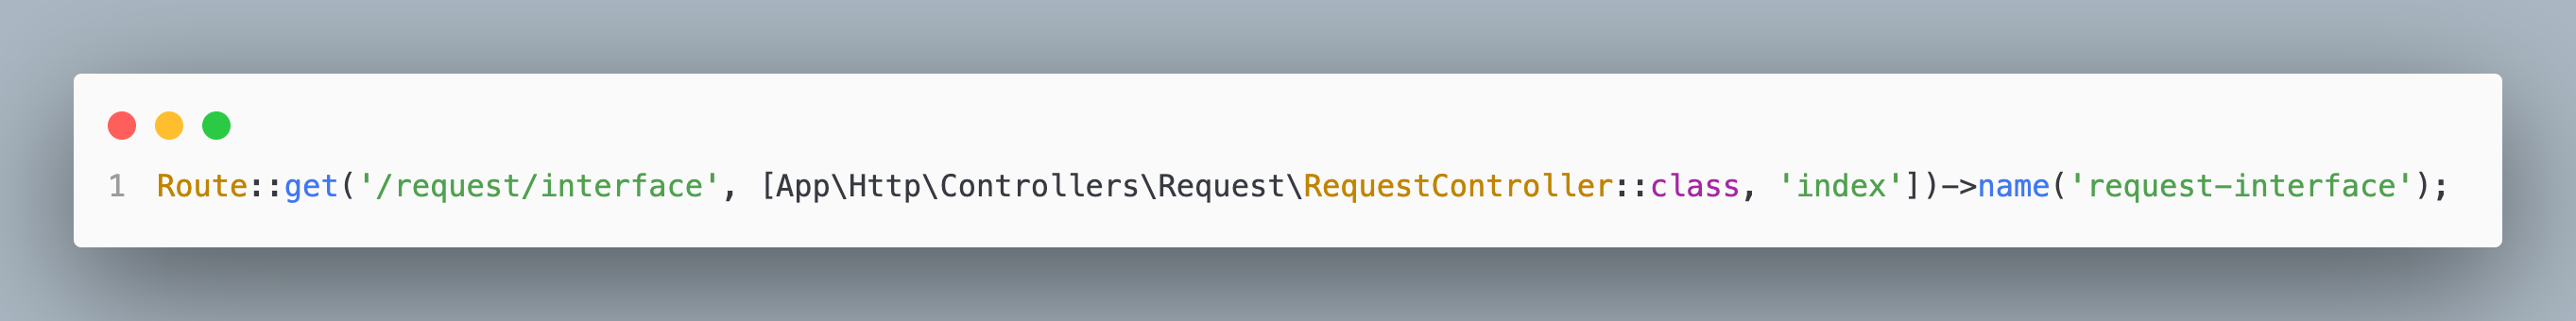 1 Route::get('/request/interface', [App\Http\Controllers\Request\RequestController::class, 'index'])->name('request-interface');